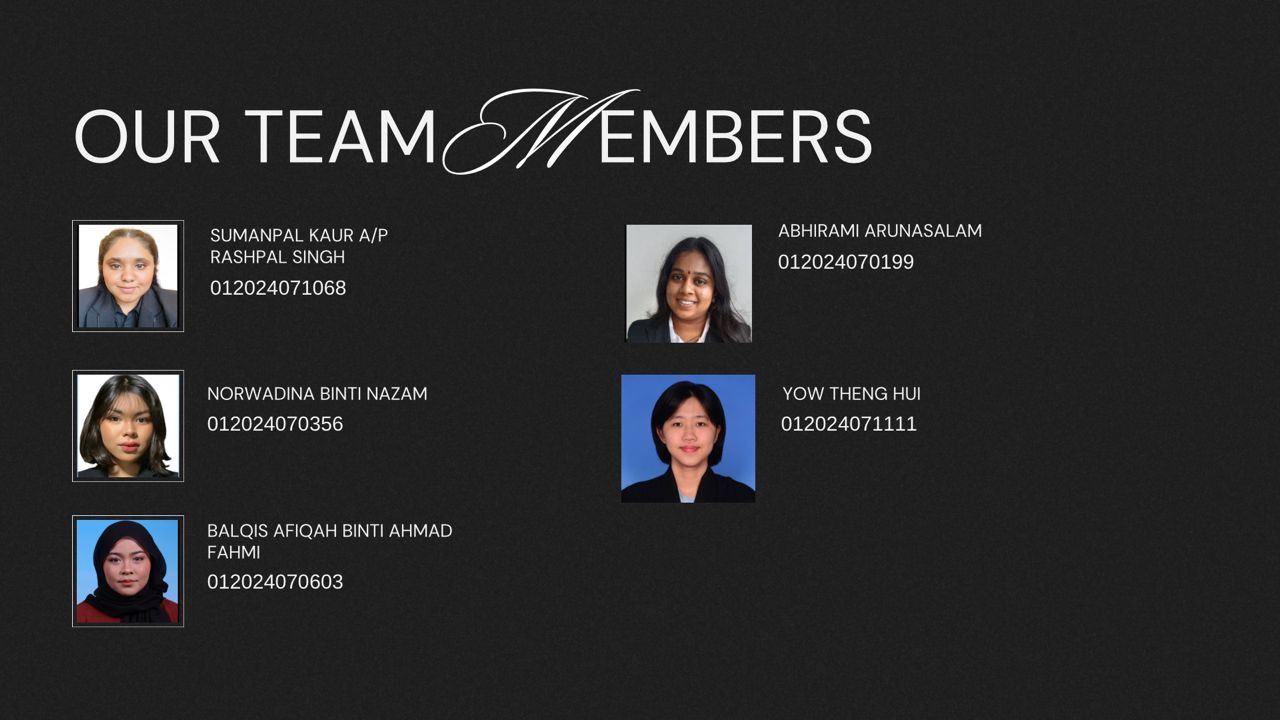 OUR TEAM MEMBERS
SUMANPAL KAUR A/P
RASHPAL SINGH
012024071068
NORWADINA BINTI NAZAM
012024070356
BALQIS AFIQAH BINTI AHMAD
FAHMI
012024070603
ABHIRAMI ARUNASALAM
012024070199
YOW THENG HUI
012024071111